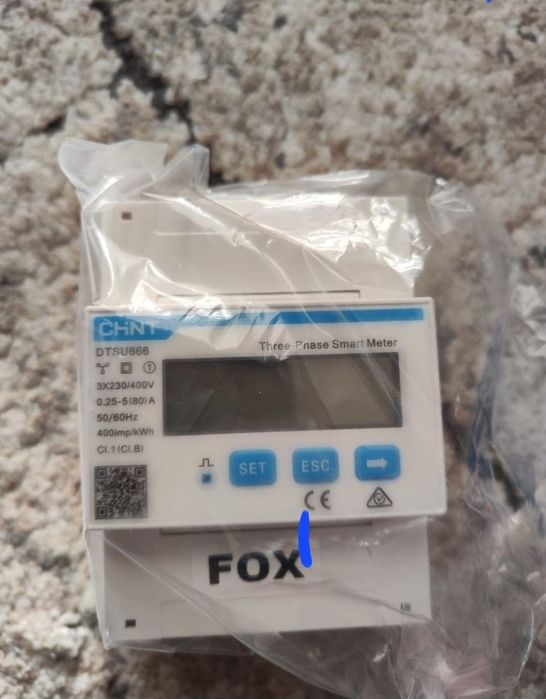 CHNT
DTSU666
Three-Phase Smart Meter
3X230/400V
0.25-5(80)A
50/60Hz
400imp/kWh
Cl.1(Cl.B)
SET
ESC
CE
FOX